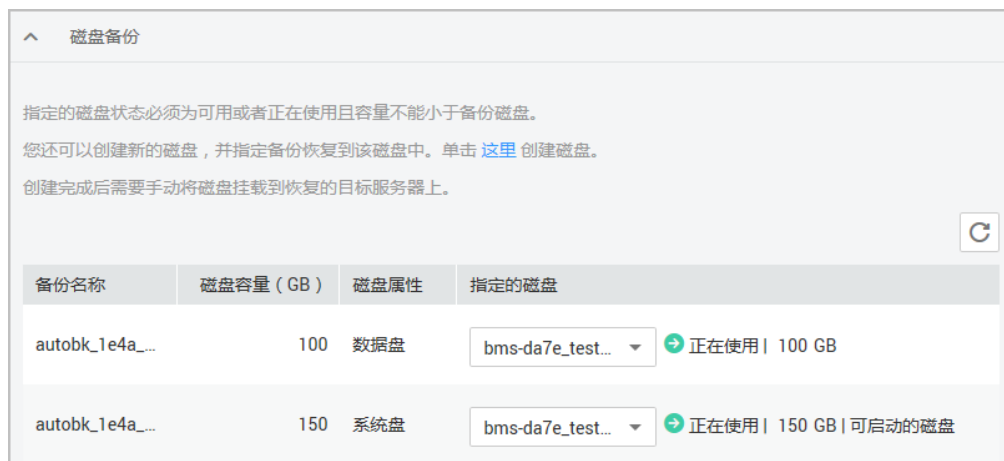 磁盘备份
指定的磁盘状态必须为可用或者正在使用且容量不能小于备份磁盘。
您还可以创建新的磁盘，并指定备份恢复到该磁盘中。单击 这里 创建磁盘。
创建完成后需要手动将磁盘挂载到恢复的目标服务器上。
备份名称 磁盘容量（GB） 磁盘属性 指定的磁盘
autobk_1e4a_... 100 数据盘 bms-da7e_test... 正在使用 | 100 GB
autobk_1e4a_... 150 系统盘 bms-da7e_test... 正在使用 | 150 GB | 可启动的磁盘